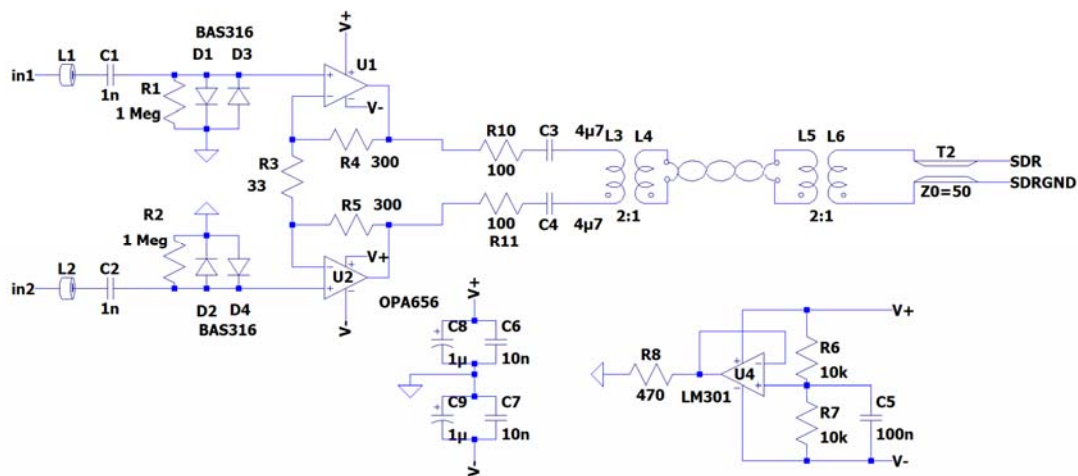 BAS316
D1 D3
L1 C1
in1
R1
1n
1 Meg
V+
U1
V-
R4 300
R3
33
R5 300
R10
100
C3 4µ7
100
R11
C4 4µ7
L3 L4
2:1
L5 L6
2:1
T2
Z0=50
SDR
SDRGND
R2
1 Meg
L2 C2
in2
1n
D2 D4
BAS316
V+
U2
V-
OPA656
V+
C8 C6
1µ 10n
C9 C7
1µ 10n
V-
R8
470
U4
LM301
V+
R6
10k
R7
10k
C5
100n
V-